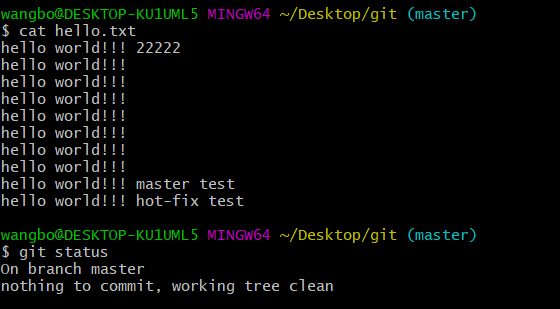 wangbo@DESKTOP-KU1UML5 MINGW64 ~/Desktop/git (master)
$ cat hello.txt
hello world!!! 22222
hello world!!!
hello world!!!
hello world!!!
hello world!!!
hello world!!!
hello world!!!
hello world!!!
hello world!!! master test
hello world!!! hot-fix test
wangbo@DESKTOP-KU1UML5 MINGW64 ~/Desktop/git (master)
$ git status
On branch master
nothing to commit, working tree clean